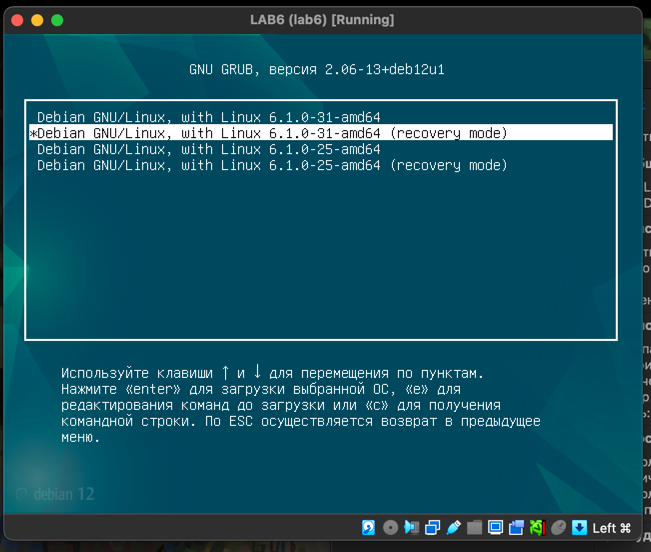 LAB6 (lab6) [Running]
GNU GRUB, версия 2.06-13+deb12u1
Debian GNU/Linux, with Linux 6.1.0-31-amd64
*Debian GNU/Linux, with Linux 6.1.0-31-amd64 (recovery mode)
Debian GNU/Linux, with Linux 6.1.0-25-amd64
Debian GNU/Linux, with Linux 6.1.0-25-amd64 (recovery mode)
Используйте клавиши ↑ и ↓ для перемещения по пунктам.
Нажмите «enter» для загрузки выбранной ОС, «e» для
редактирования команд до загрузки или «c» для получения
командной строки. По ESC осуществляется возврат в предыдущее
меню.
debian 12
Left ⌘